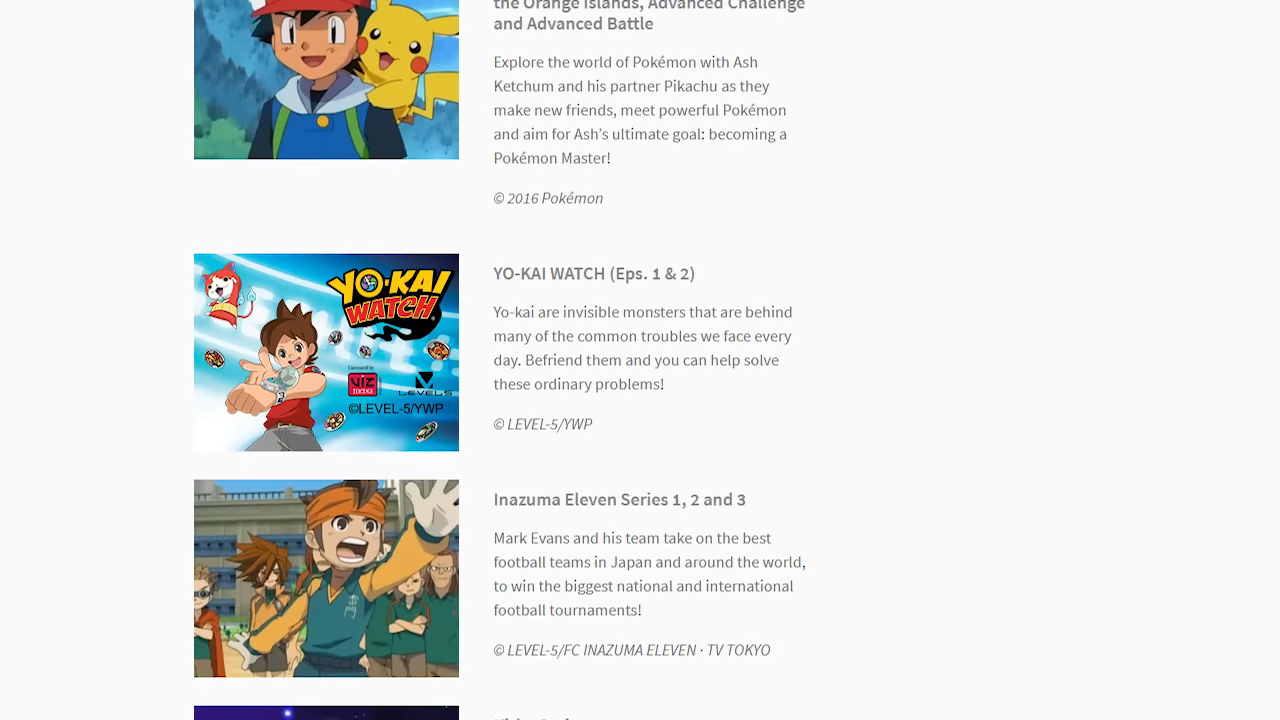 the Orange Islands, Advanced Challenge
and Advanced Battle
Explore the world of Pokémon with Ash
Ketchum and his partner Pikachu as they
make new friends, meet powerful Pokémon
and aim for Ash’s ultimate goal: becoming a
Pokémon Master!
© 2016 Pokémon
YO-KAI
WATCH
Licensed by
VIZ
media
LEVEL5
©LEVEL-5/YWP
YO-KAI WATCH (Eps. 1 & 2)
Yo-kai are invisible monsters that are behind
many of the common troubles we face every
day. Befriend them and you can help solve
these ordinary problems!
© LEVEL-5/YWP
Inazuma Eleven Series 1, 2 and 3
Mark Evans and his team take on the best
football teams in Japan and around the world,
to win the biggest national and international
football tournaments!
© LEVEL-5/FC INAZUMA ELEVEN · TV TOKYO